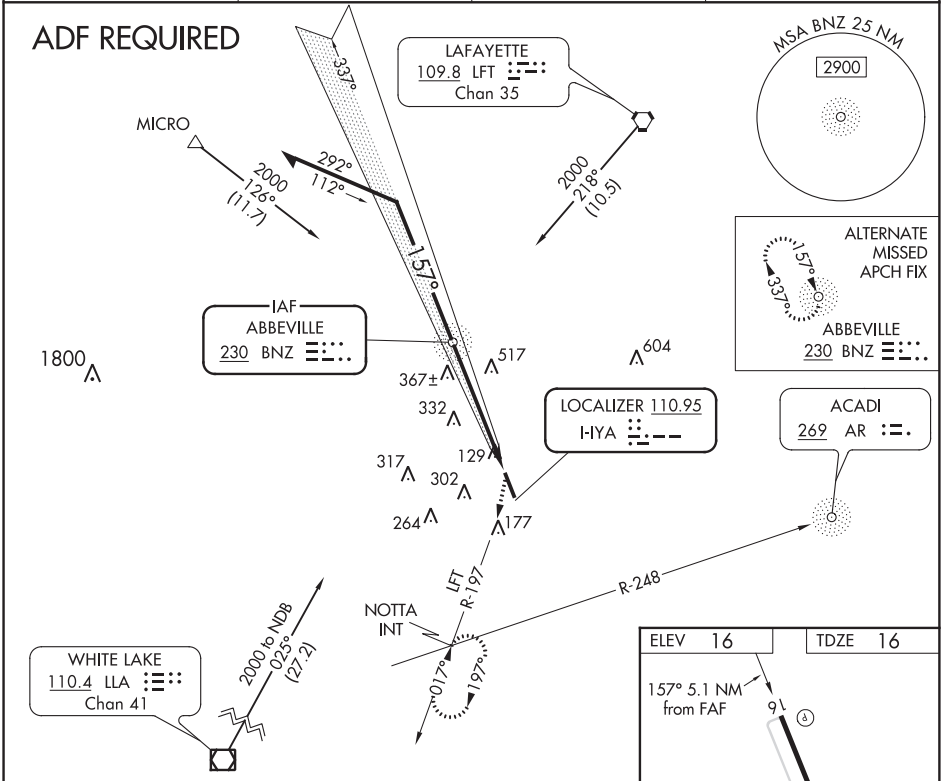 ADF REQUIRED
LAFAYETTE
109.8 LFT
Chan 35
MSA BNZ 25 NM
2900
MICRO
2000
126°
(11.7)
292°
112°
337°
2000
218°
(10.5)
157°
ALTERNATE
MISSED
APCH FIX
157°
337°
ABBEVILLE
230 BNZ
IAF
ABBEVILLE
230 BNZ
1800
367±
517
604
332
LOCALIZER 110.95
I-IYA
ACADI
269 AR
129
317
302
264
177
LFT
R-197
R-248
NOTTA
INT
017°
197°
2000 to NDB
025°
(27.2)
WHITE LAKE
110.4 LLA
Chan 41
ELEV 16
TDZE 16
157° 5.1 NM
from FAF
16
P